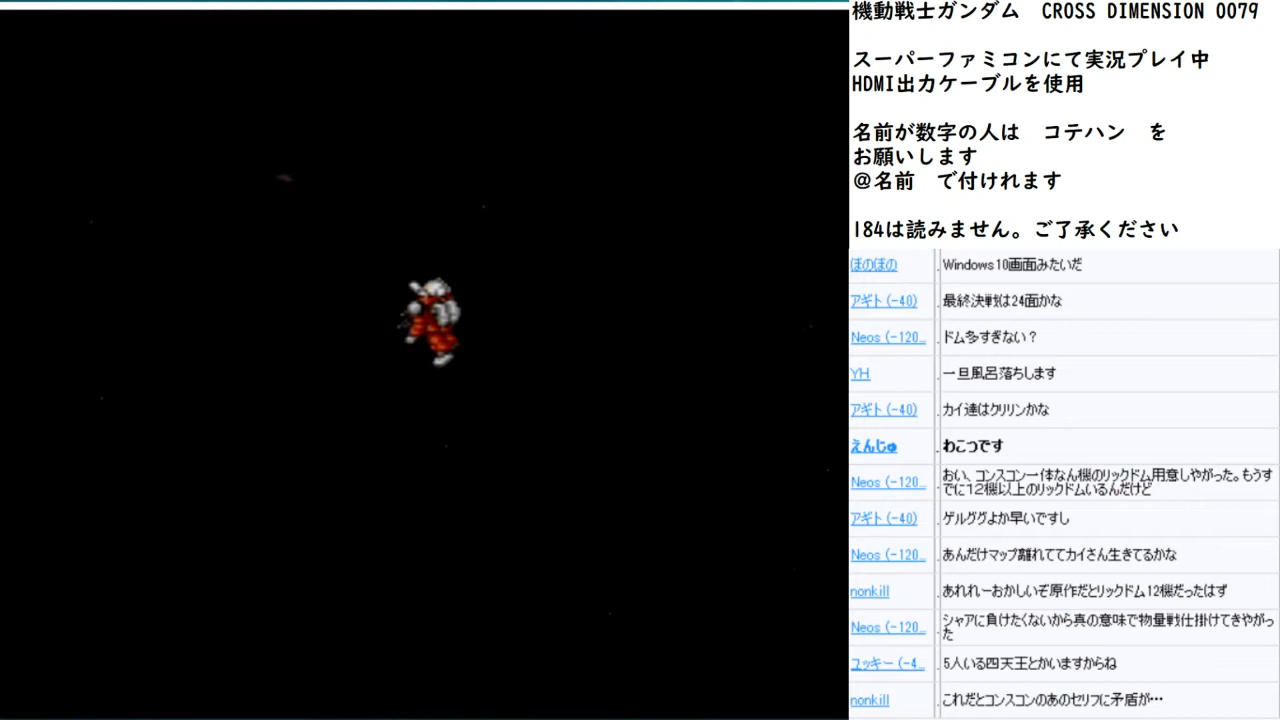 機動戦士ガンダム　CROSS DIMENSION 0079
スーパーファミコンにて実況プレイ中
HDMI出力ケーブルを使用
名前が数字の人は　コテハン　を
お願いします
＠名前　で付けれます
184は読みません。ご了承ください
ぼのぼの Windows10画面みたいだ
アギト (-40) 最終決戦は24面かな
Neos (-120... ドム多すぎない？
YH 一旦風呂落ちします
アギト (-40) カイ達はクリリンかな
えんじゅ わこつです
Neos (-120... おい、コンスコン一体なん機のリックドム用意しやがった。もうす
でに12機以上のリックドムいるんだけど
アギト (-40) ゲルググよか早いですし
Neos (-120... あんだけマップ離れててカイさん生きてるかな
nonkill あれれーおかしいぞ原作だとリックドム12機だったはず
Neos (-120... シャアに負けたくないから真の意味で物量戦仕掛けてきやがっ
た
ユッキー (-4... 5人いる四天王とかいますからね
nonkill これだとコンスコンのあのセリフに矛盾が…